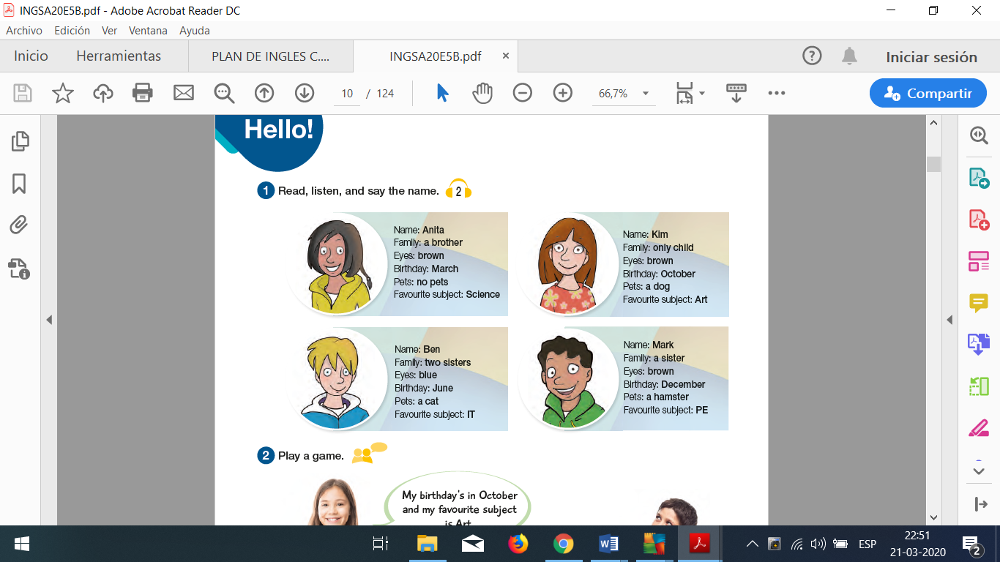 INGSA20E5B.pdf - Adobe Acrobat Reader DC
Archivo Edición Ver Ventana Ayuda
Inicio Herramientas PLAN DE INGLES C.... INGSA20E5B.pdf × Iniciar sesión
10 / 124 66,7% Compartir
Hello!
1 Read, listen, and say the name. 2
Name: Anita
Family: a brother
Eyes: brown
Birthday: March
Pets: no pets
Favourite subject: Science
Name: Kim
Family: only child
Eyes: brown
Birthday: October
Pets: a dog
Favourite subject: Art
Name: Ben
Family: two sisters
Eyes: blue
Birthday: June
Pets: a cat
Favourite subject: IT
Name: Mark
Family: a sister
Eyes: brown
Birthday: December
Pets: a hamster
Favourite subject: PE
2 Play a game.
My birthday's in October
and my favourite subject
is Art
ESP
22:51
21-03-2020
2